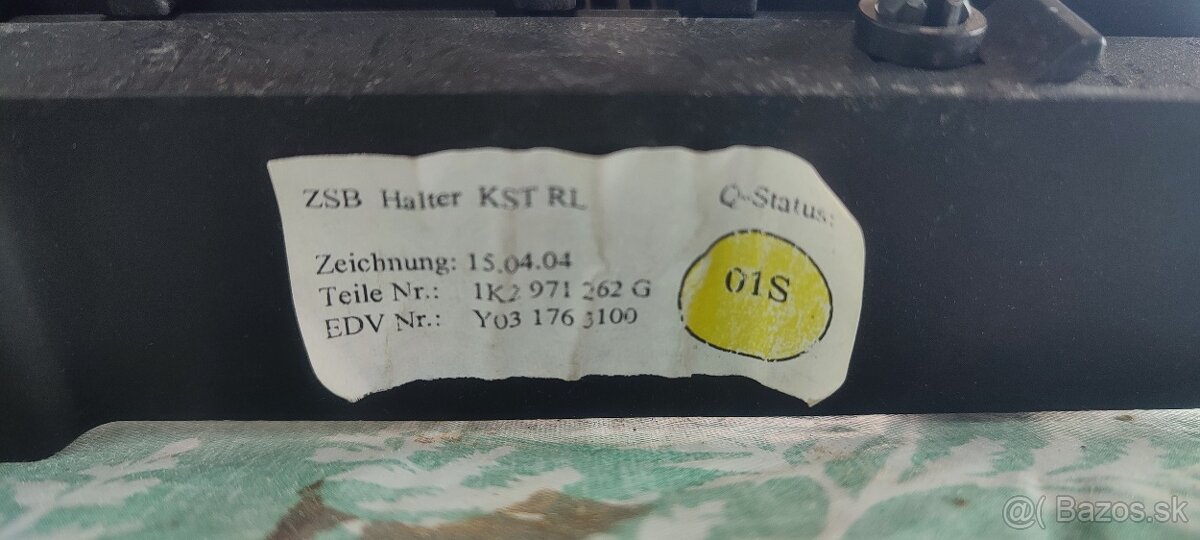 ZSB Halter KST RL
Q-Status:
01S
Zeichnung: 15.04.04
Teile Nr.: 1K2 971 262 G
EDV Nr.: Y03 176 3100
@( Bazos.sk